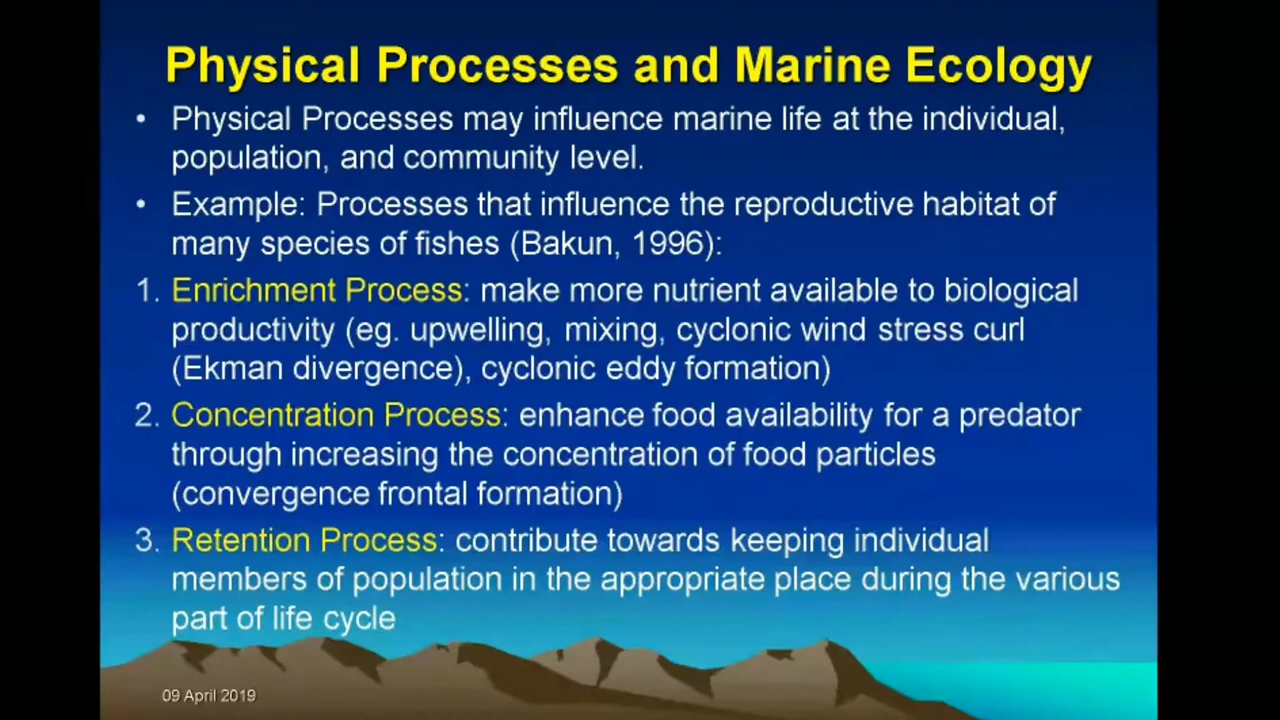 Physical Processes and Marine Ecology
• Physical Processes may influence marine life at the individual,
population, and community level.
• Example: Processes that influence the reproductive habitat of
many species of fishes (Bakun, 1996):
1. Enrichment Process: make more nutrient available to biological
productivity (eg. upwelling, mixing, cyclonic wind stress curl
(Ekman divergence), cyclonic eddy formation)
2. Concentration Process: enhance food availability for a predator
through increasing the concentration of food particles
(convergence frontal formation)
3. Retention Process: contribute towards keeping individual
members of population in the appropriate place during the various
part of life cycle
09 April 2019